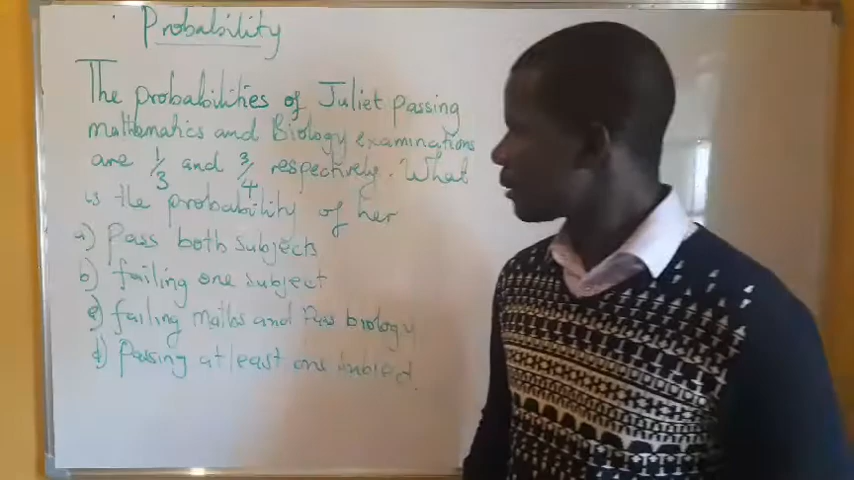 Probability
The probabilities of Juliet passing
mathematics and Biology examinations
are 1/3 and 3/4 respectively. What
is the probability of her
a) Pass both subjects
b) failing one subject
c) failing maths and Pass biology
d) Passing at least one subject.